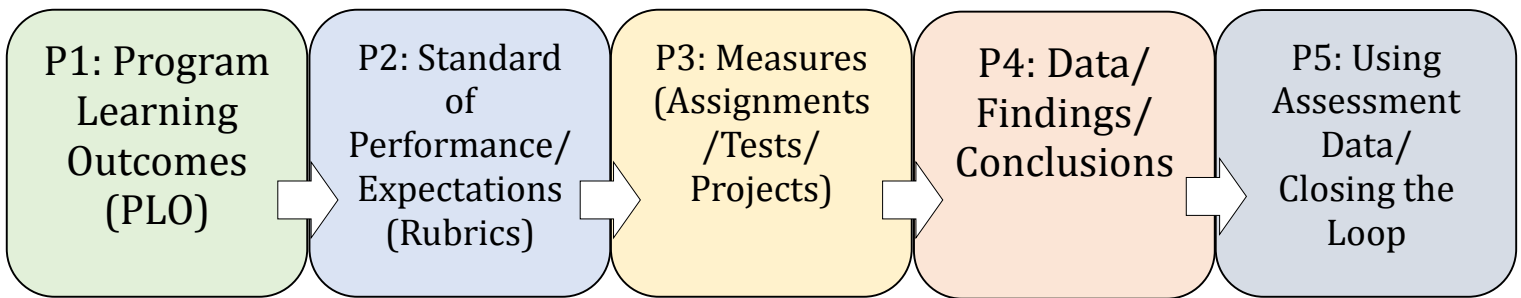 P1: Program
Learning
Outcomes
(PLO)
P2: Standard
of
Performance/
Expectations
(Rubrics)
P3: Measures
(Assignments
/Tests/
Projects)
P4: Data/
Findings/
Conclusions
P5: Using
Assessment
Data/
Closing the
Loop